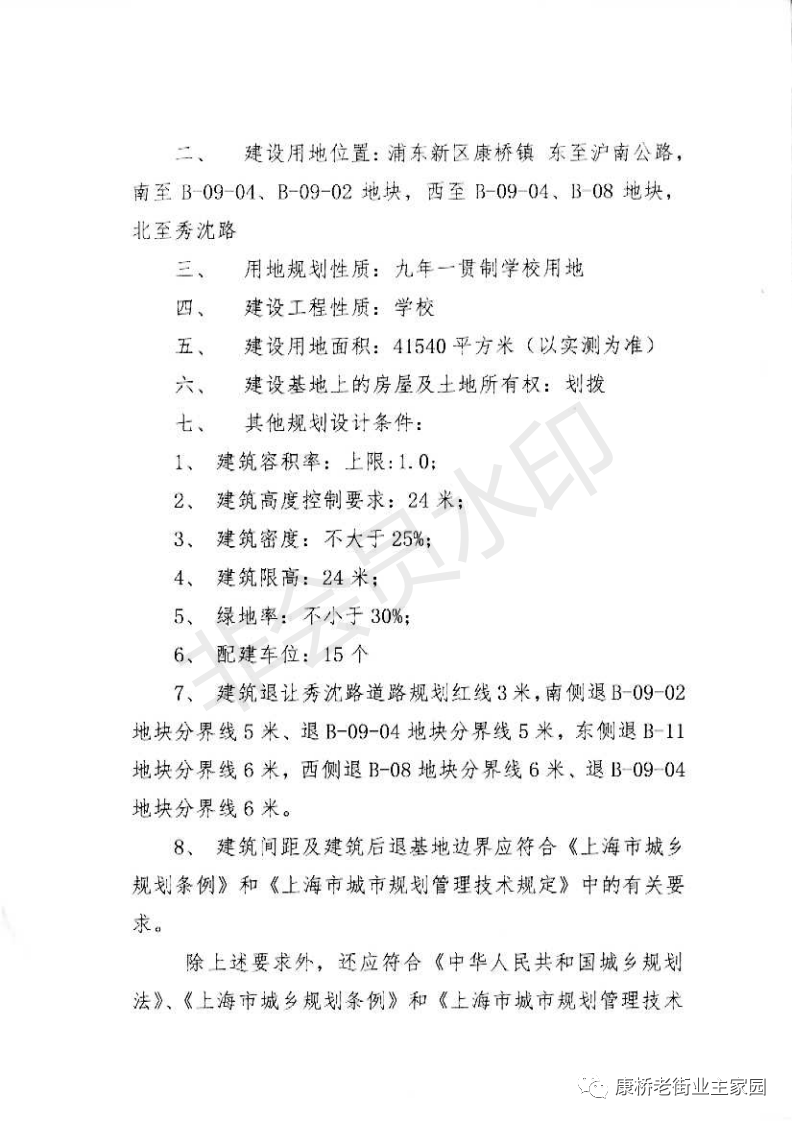 二、 建设用地位置：浦东新区康桥镇 东至沪南公路，
南至 B-09-04、B-09-02 地块，西至 B-09-04、B-08 地块，
北至秀沈路
三、 用地规划性质：九年一贯制学校用地
四、 建设工程性质：学校
五、 建设用地面积：41540 平方米（以实测为准）
六、 建设基地上的房屋及土地所有权：划拨
七、 其他规划设计条件：
1、 建筑容积率：上限:1.0;
2、 建筑高度控制要求：24 米；
3、 建筑密度：不大于 25%;
4、 建筑限高：24 米；
5、 绿地率：不小于 30%;
6、 配建车位：15 个
7、 建筑退让秀沈路道路规划红线 3 米，南侧退 B-09-02
地块分界线 5 米、退 B-09-04 地块分界线 5 米，东侧退 B-11
地块分界线 6 米，西侧退 B-08 地块分界线 6 米、退 B-09-04
地块分界线 6 米。
8、 建筑间距及建筑后退基地边界应符合《上海市城乡
规划条例》和《上海市城市规划管理技术规定》中的有关要
求。
除上述要求外，还应符合《中华人民共和国城乡规划
法》、《上海市城乡规划条例》和《上海市城市规划管理技术
非会员水印
康桥老街业主家园